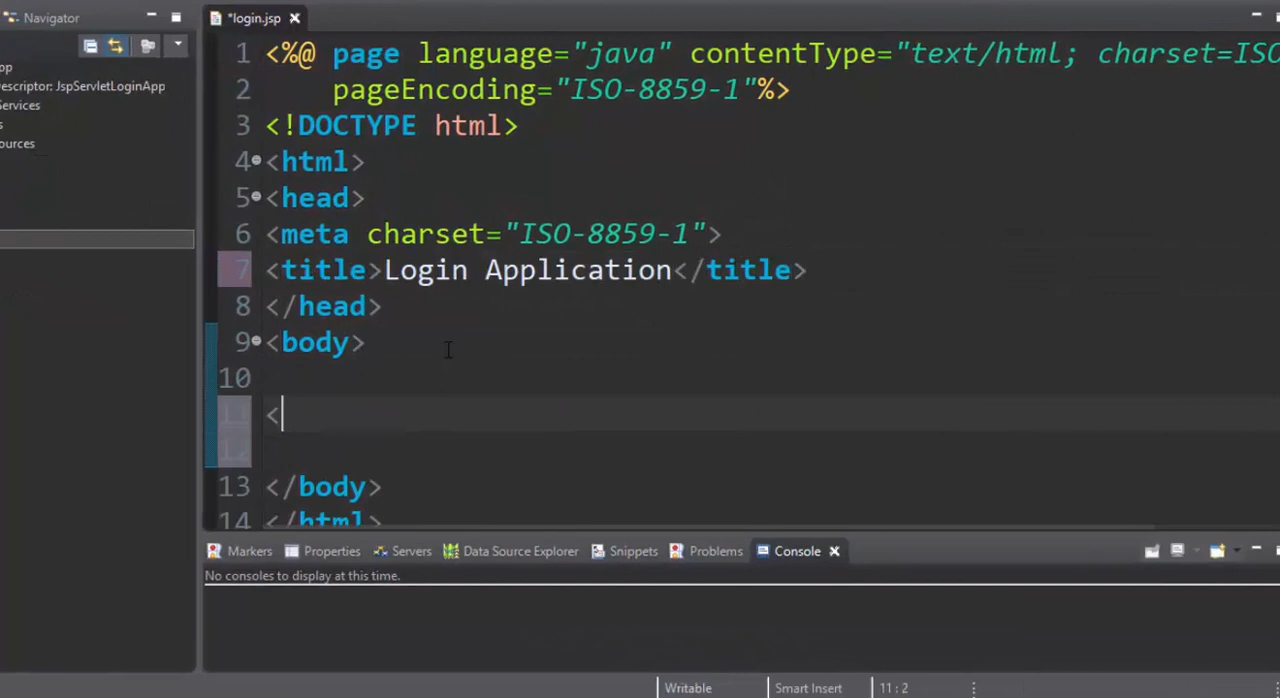 Navigator
*login.jsp
pp
escriptor: JspServletLoginApp
Services
s
ources
1 <%@ page language="java" contentType="text/html; charset=ISO
2 pageEncoding="ISO-8859-1"%>
3 <!DOCTYPE html>
4 <html>
5 <head>
6 <meta charset="ISO-8859-1">
7 <title>Login Application</title>
8 </head>
9 <body>
10
11 <
12
13 </body>
14 </html>
Markers Properties Servers Data Source Explorer Snippets Problems Console
No consoles to display at this time.
Writable Smart Insert 11 : 2